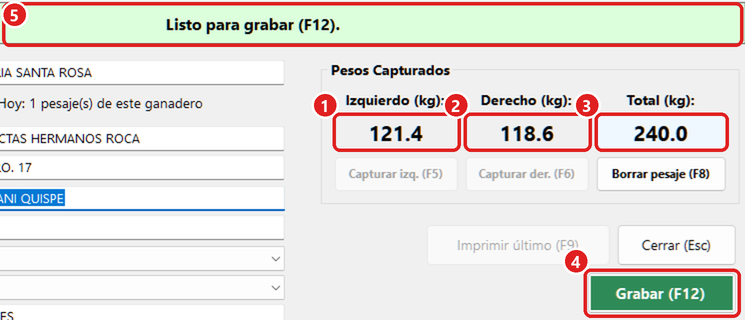 5
Listo para grabar (F12).
IA SANTA ROSA
Hoy: 1 pesaje(s) de este ganadero
CTAS HERMANOS ROCA
RO. 17
ANI QUISPE
ES
Pesos Capturados
1 Izquierdo (kg): 2 Derecho (kg): 3 Total (kg):
121.4 118.6 240.0
Capturar izq. (F5) Capturar der. (F6) Borrar pesaje (F8)
Imprimir último (F9) Cerrar (Esc)
4
Grabar (F12)